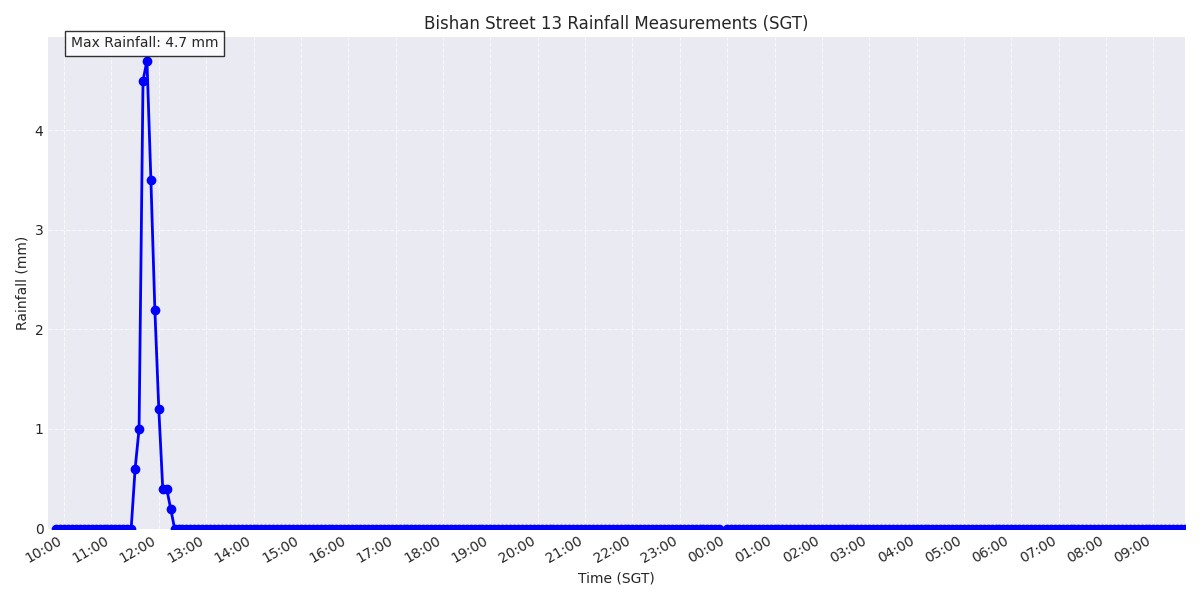 Bishan Street 13 Rainfall Measurements (SGT)
Max Rainfall: 4.7 mm
Rainfall (mm)
4
3
2
1
0
10:00 11:00 12:00 13:00 14:00 15:00 16:00 17:00 18:00 19:00 20:00 21:00 22:00 23:00 00:00 01:00 02:00 03:00 04:00 05:00 06:00 07:00 08:00 09:00
Time (SGT)